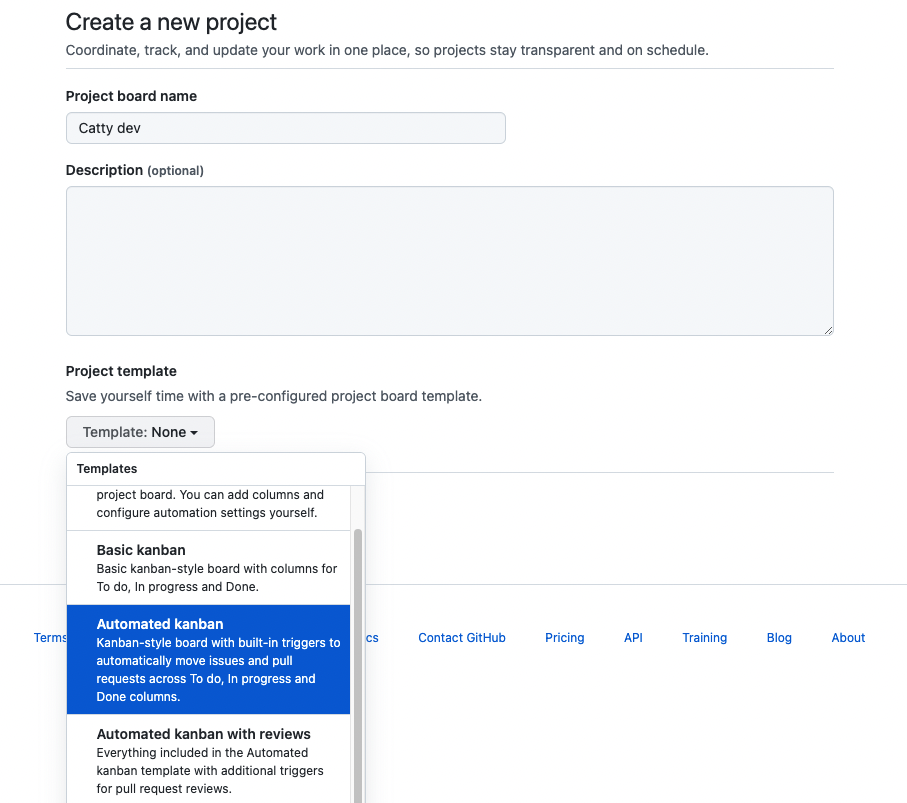 Create a new project
Coordinate, track, and update your work in one place, so projects stay transparent and on schedule.
Project board name
Catty dev
Description (optional)
Project template
Save yourself time with a pre-configured project board template.
Template: None
Templates
project board. You can add columns and
configure automation settings yourself.
Basic kanban
Basic kanban-style board with columns for
To do, In progress and Done.
Automated kanban
Kanban-style board with built-in triggers to
automatically move issues and pull
requests across To do, In progress and
Done columns.
Automated kanban with reviews
Everything included in the Automated
kanban template with additional triggers
for pull request reviews.
Terms cs Contact GitHub Pricing API Training Blog About